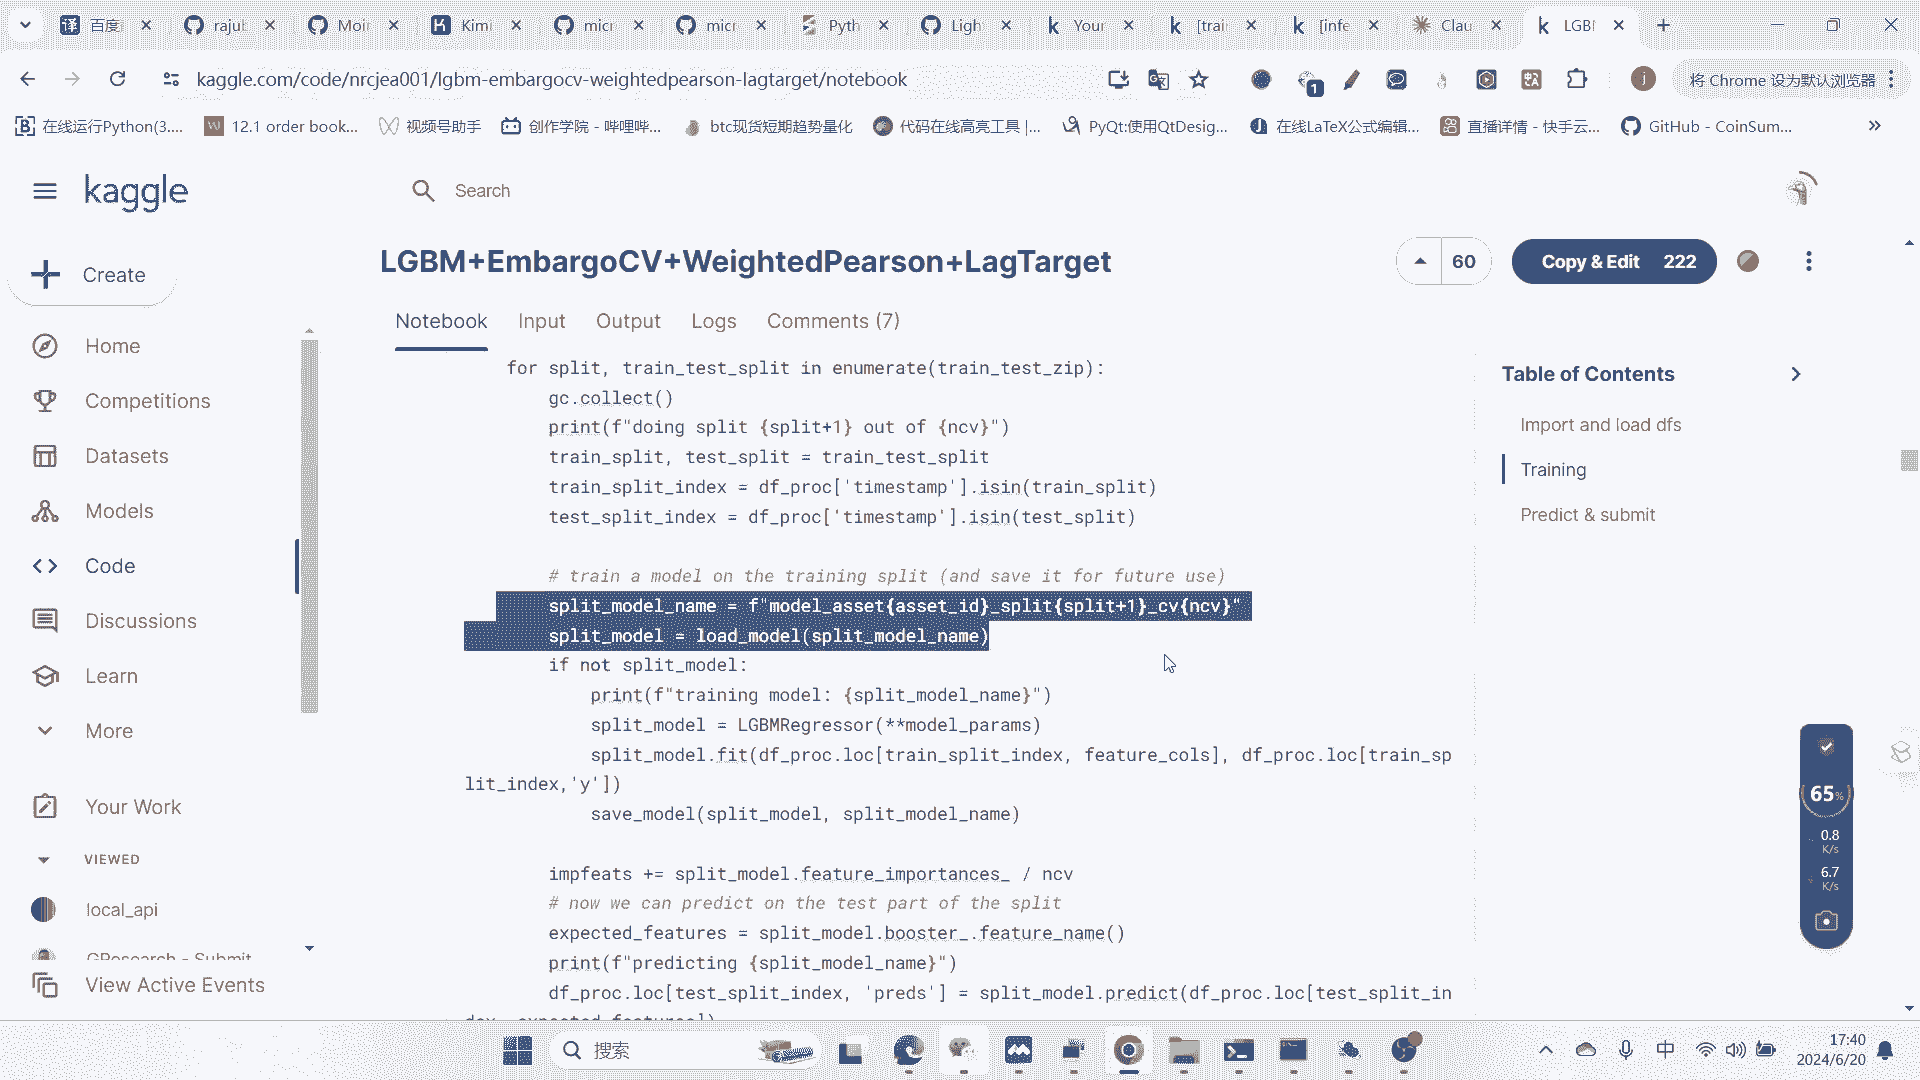 百度
rajub
Moin
Kimi
micr
micr
Pyth
Ligh
Your
[trai
[infe
Clau
LGBI
kaggle.com/code/nrcjea001/lgbm-embargocv-weightedpearson-lagtarget/notebook
1
j
将 Chrome 设为默认浏览器
在线运行Python(3....
12.1 order book...
视频号助手
创作学院 - 哔哩哔...
btc现货短期趋势量化
代码在线高亮工具 |...
PyQt:使用QtDesig...
在线LaTeX公式编辑...
直播详情 - 快手云...
GitHub - CoinSum...
kaggle
Search
Create
Home
Competitions
Datasets
Models
Code
Discussions
Learn
More
Your Work
VIEWED
local_api
GResearch - Submit
View Active Events
LGBM+EmbargoCV+WeightedPearson+LagTarget
60
Copy & Edit 222
Notebook
Input
Output
Logs
Comments (7)
for split, train_test_split in enumerate(train_test_zip):
gc.collect()
print(f"doing split {split+1} out of {ncv}")
train_split, test_split = train_test_split
train_split_index = df_proc['timestamp'].isin(train_split)
test_split_index = df_proc['timestamp'].isin(test_split)
# train a model on the training split (and save it for future use)
split_model_name = f"model_asset{asset_id}_split{split+1}_cv{ncv}"
split_model = load_model(split_model_name)
if not split_model:
print(f"training model: {split_model_name}")
split_model = LGBMRegressor(**model_params)
split_model.fit(df_proc.loc[train_split_index, feature_cols], df_proc.loc[train_sp
lit_index,'y'])
save_model(split_model, split_model_name)
impfeats += split_model.feature_importances_ / ncv
# now we can predict on the test part of the split
expected_features = split_model.booster_.feature_name()
print(f"predicting {split_model_name}")
df_proc.loc[test_split_index, 'preds'] = split_model.predict(df_proc.loc[test_split_in
dex, expected_features])
Table of Contents
Import and load dfs
Training
Predict & submit
65%
0.8
K/s
6.7
K/s
搜索
中
17:40
2024/6/20